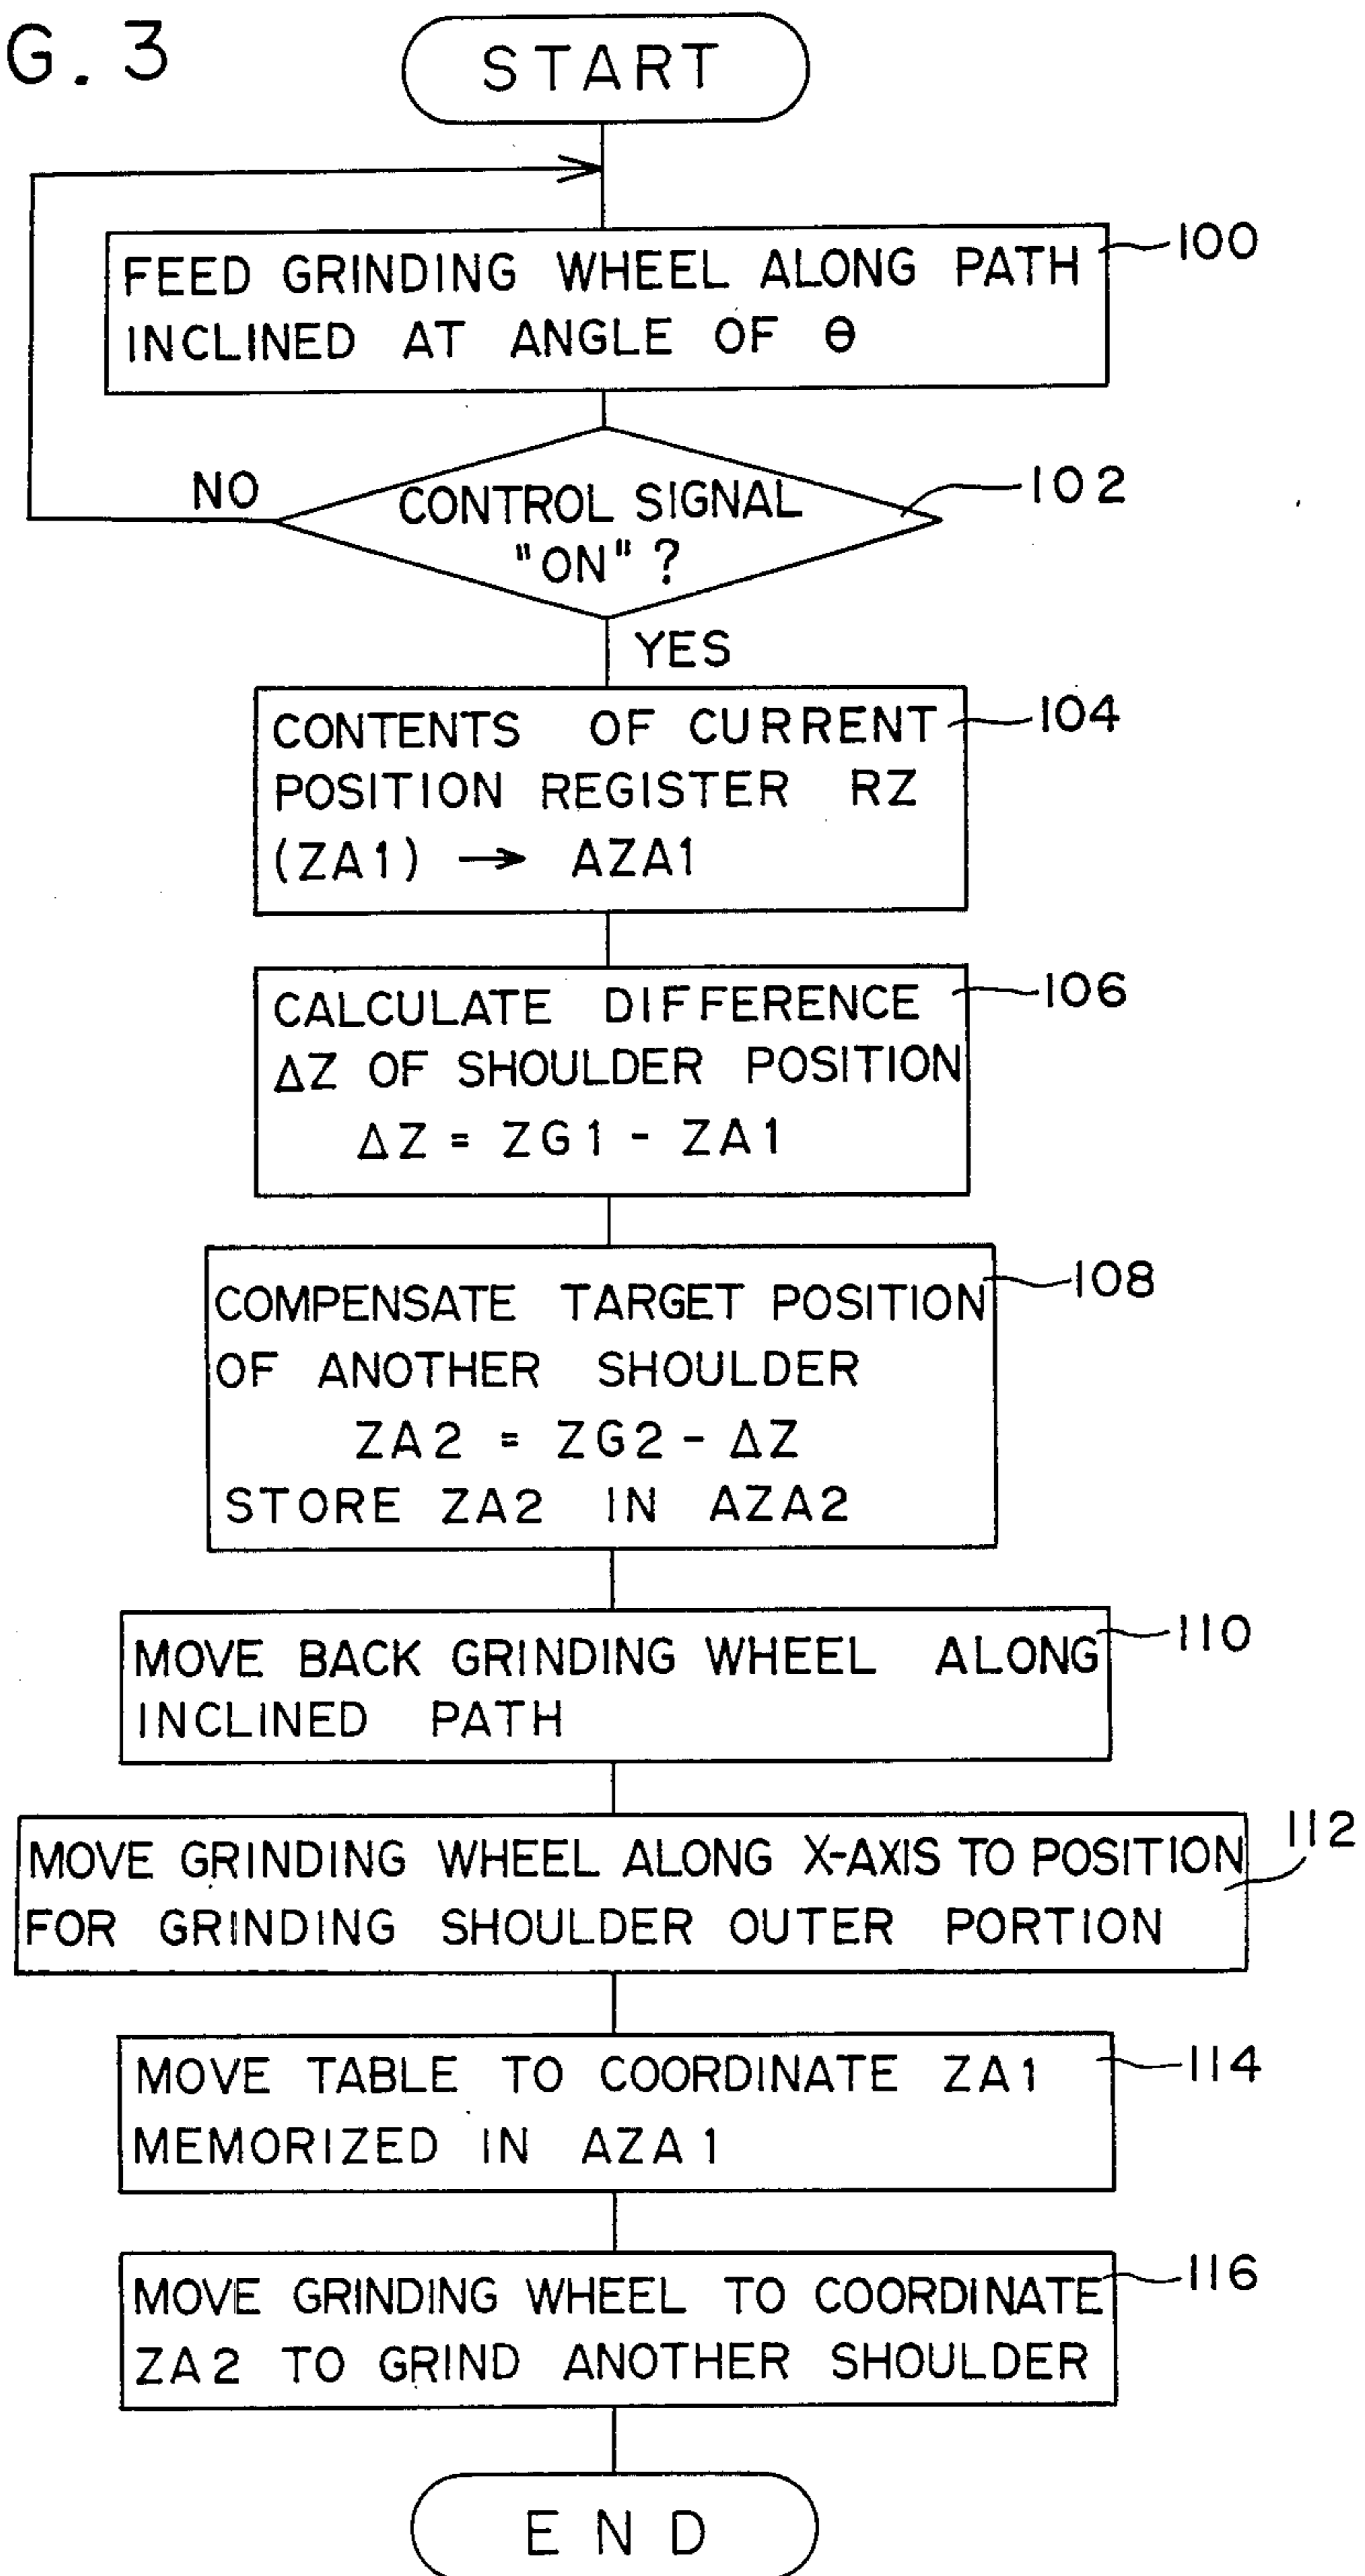 G. 3
START
FEED GRINDING WHEEL ALONG PATH
INCLINED AT ANGLE OF θ
100
CONTROL SIGNAL
"ON"?
102
NO
YES
CONTENTS OF CURRENT
POSITION REGISTER RZ
(ZA1) → AZA1
104
CALCULATE DIFFERENCE
ΔZ OF SHOULDER POSITION
ΔZ = ZG1 - ZA1
106
COMPENSATE TARGET POSITION
OF ANOTHER SHOULDER
ZA2 = ZG2 - ΔZ
STORE ZA2 IN AZA2
108
MOVE BACK GRINDING WHEEL ALONG
INCLINED PATH
110
MOVE GRINDING WHEEL ALONG X-AXIS TO POSITION
FOR GRINDING SHOULDER OUTER PORTION
112
MOVE TABLE TO COORDINATE ZA1
MEMORIZED IN AZA1
114
MOVE GRINDING WHEEL TO COORDINATE
ZA2 TO GRIND ANOTHER SHOULDER
116
END